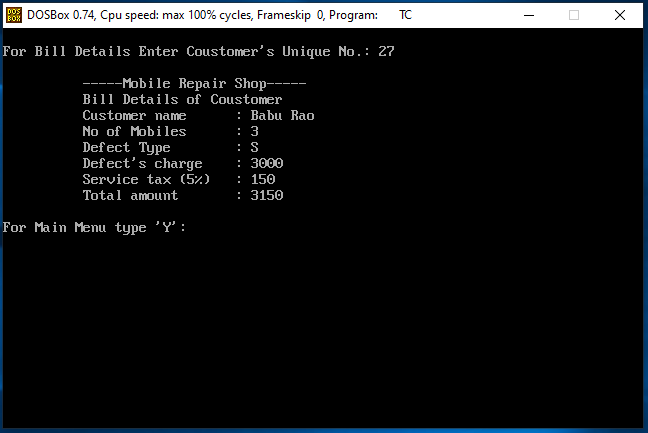 DOS BOX
DOSBox 0.74, Cpu speed: max 100% cycles, Frameskip 0, Program: TC
For Bill Details Enter Coustomer's Unique No.: 27
-----Mobile Repair Shop-----
Bill Details of Coustomer
Customer name : Babu Rao
No of Mobiles : 3
Defect Type : S
Defect's charge : 3000
Service tax (5%) : 150
Total amount : 3150
For Main Menu type 'Y':